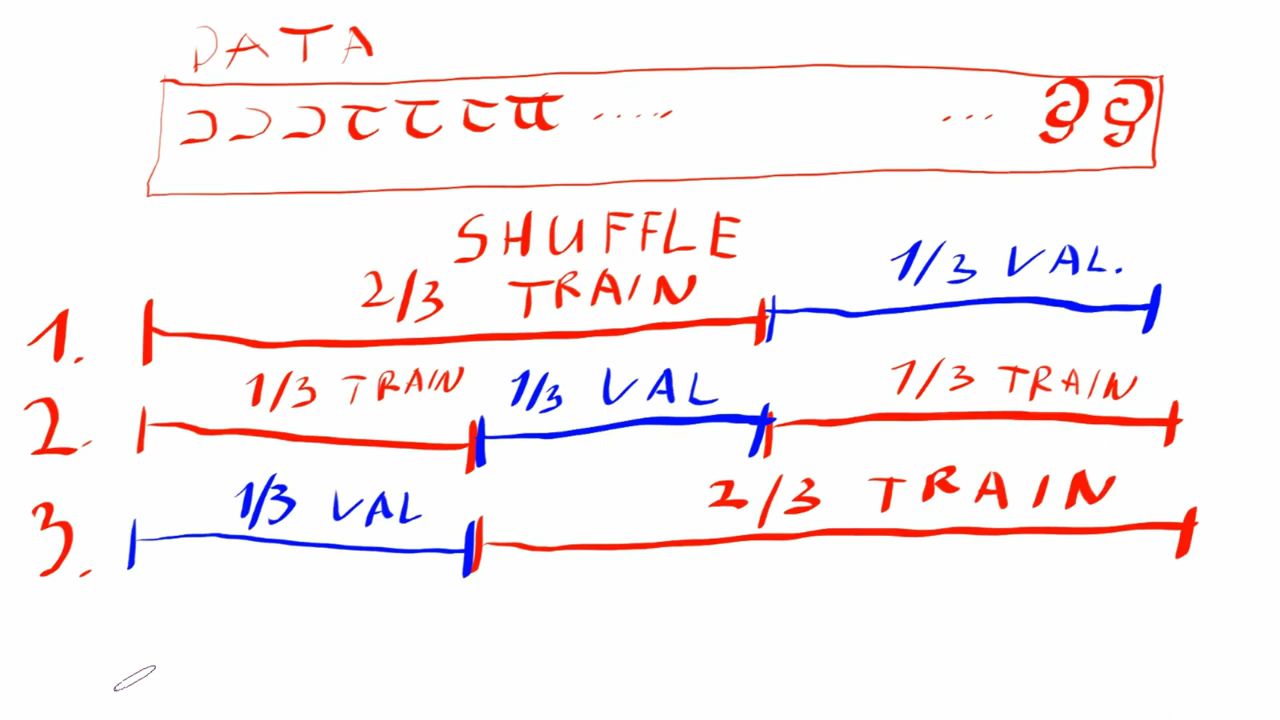 DATA
.... ...
SHUFFLE
2/3 TRAIN 1/3 VAL.
1.
1/3 TRAIN 1/3 VAL 1/3 TRAIN
2.
1/3 VAL 2/3 TRAIN
3.